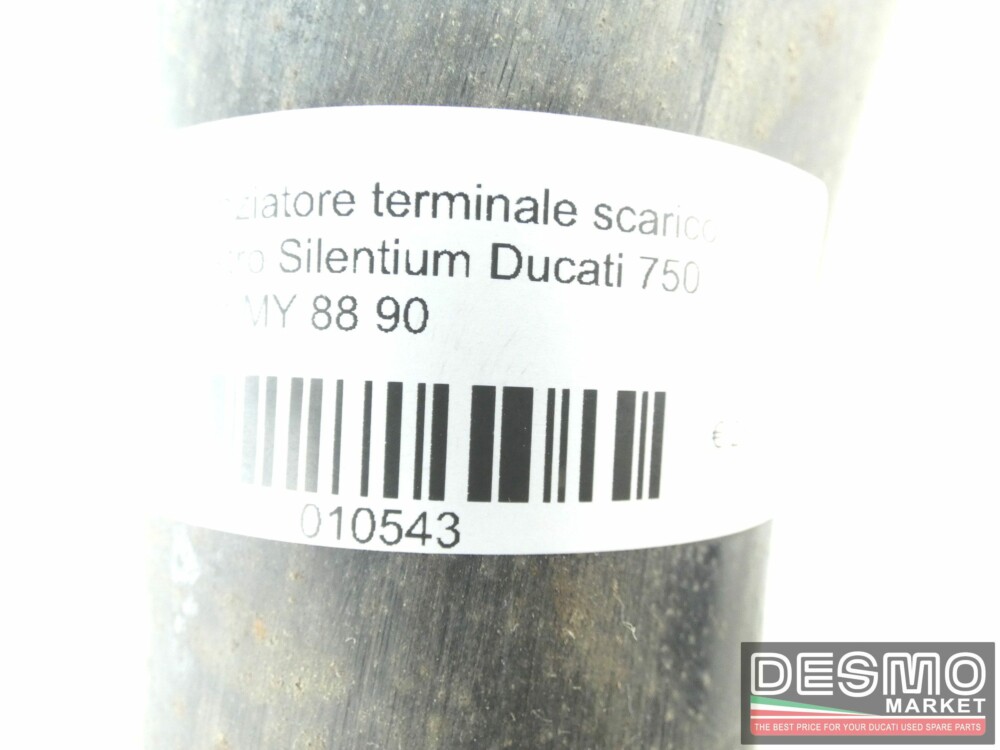 terminale scarico
Silentium Ducati 750
MY 88 90
010543
DESMO
MARKET
THE BEST PRICE FOR YOUR DUCATI USED SPARE PARTS